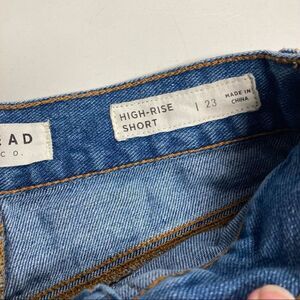 EAD
CO.
HIGH-RISE
SHORT
| 23
MADE IN
CHINA